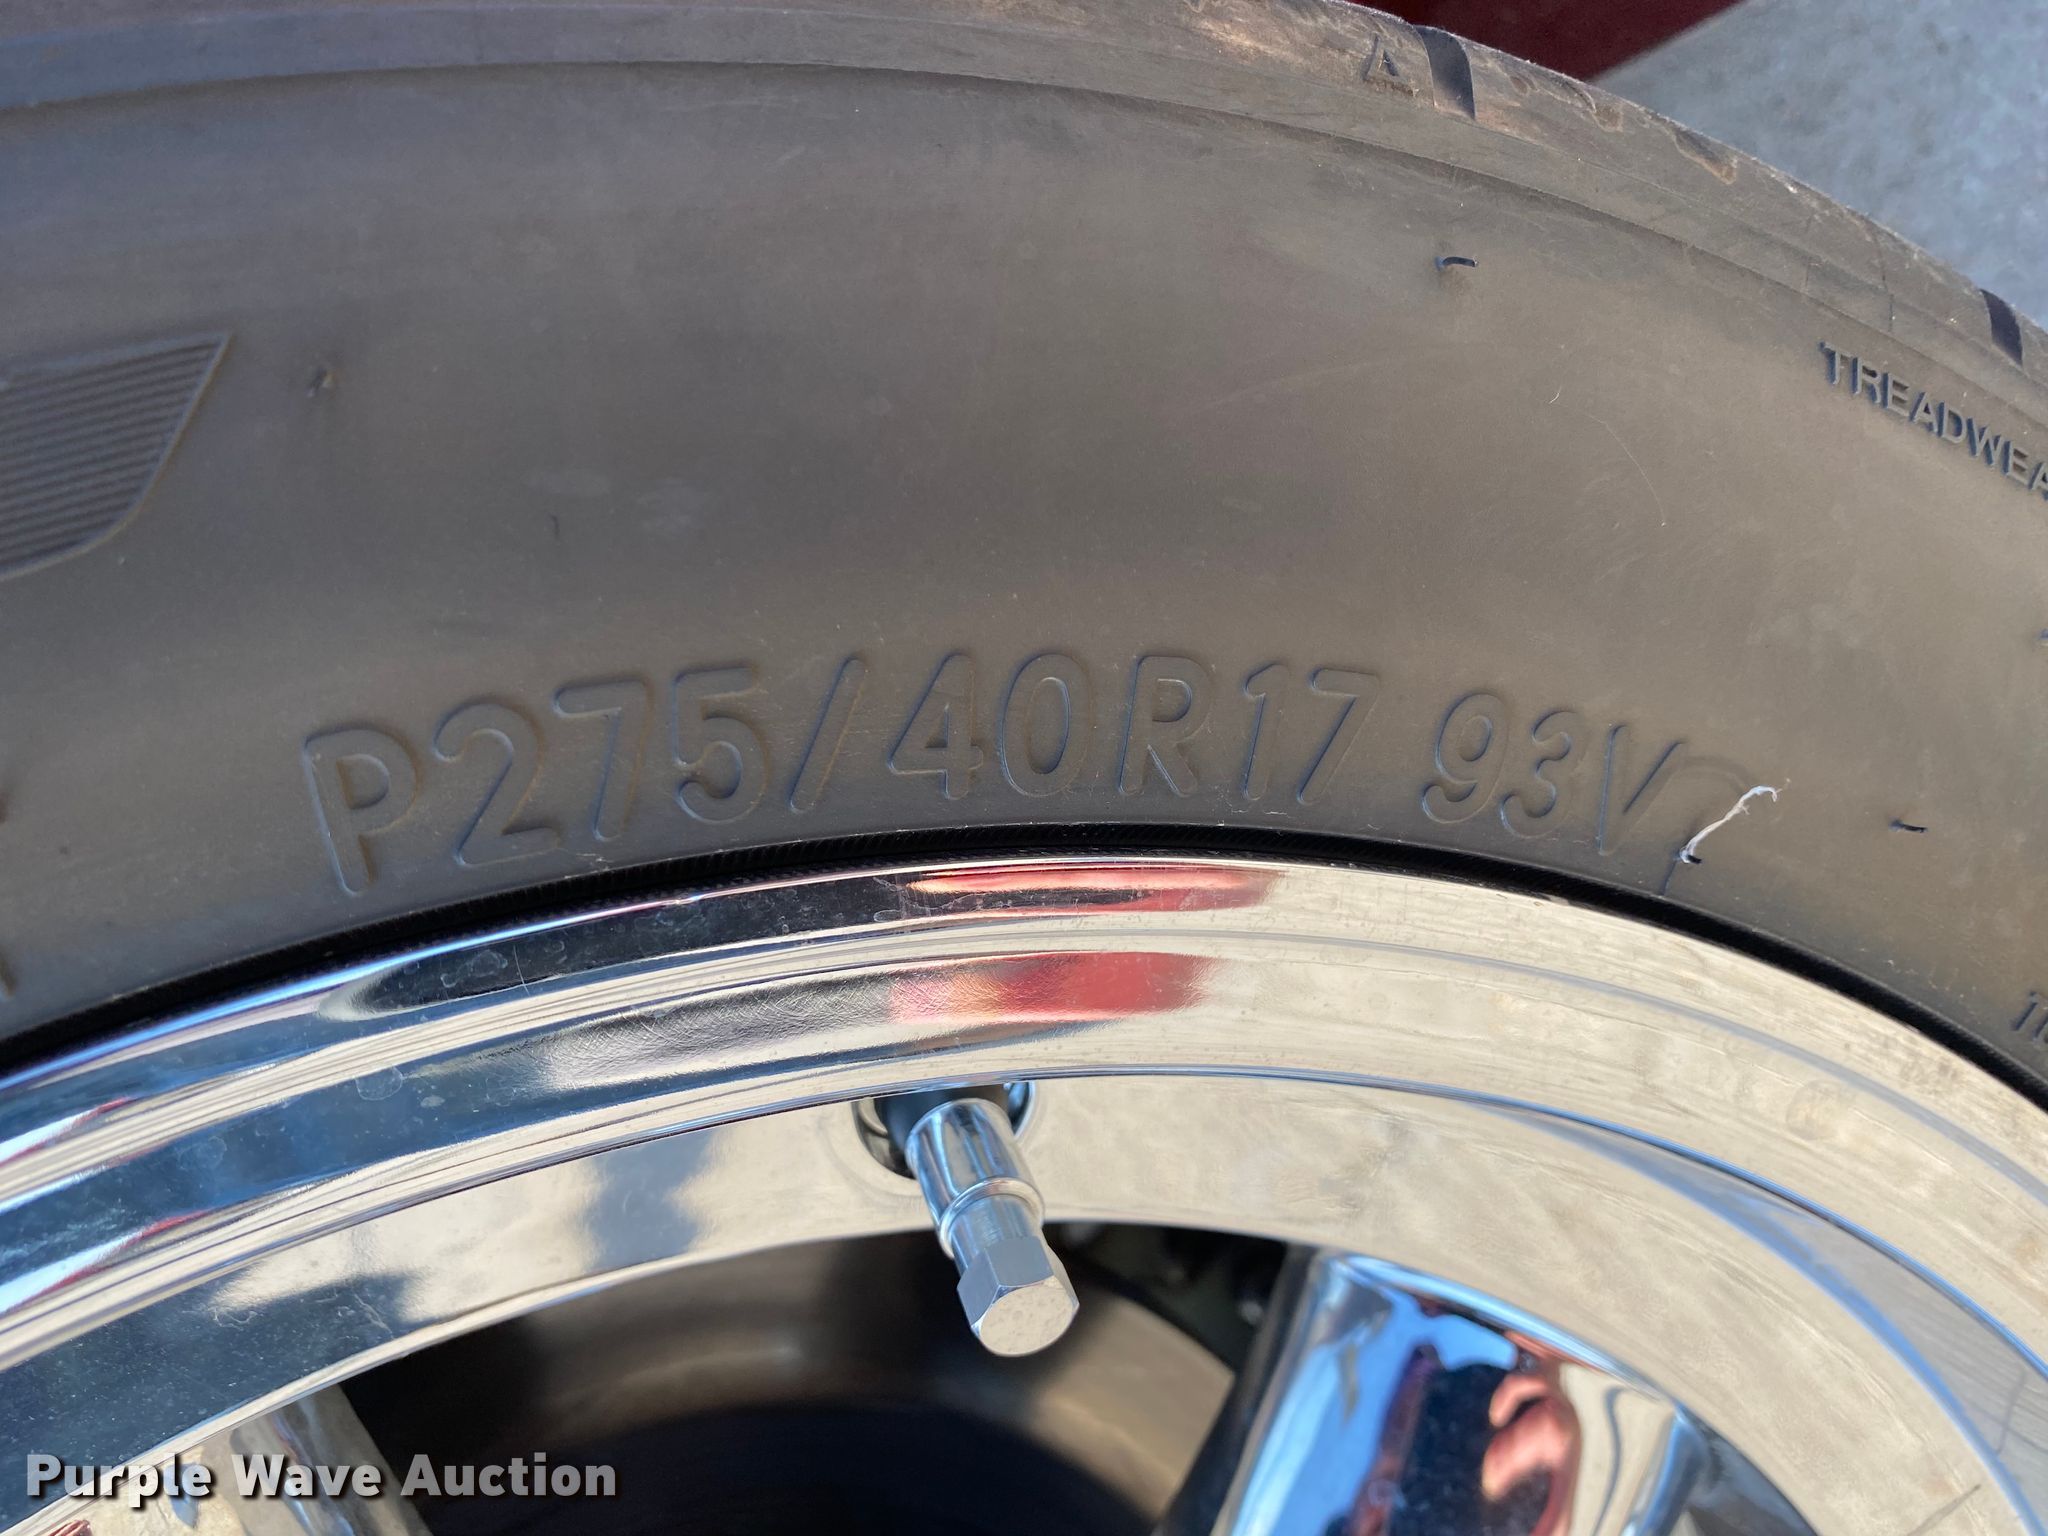 TREADWEA
P275/40R17 93V
Purple Wave Auction